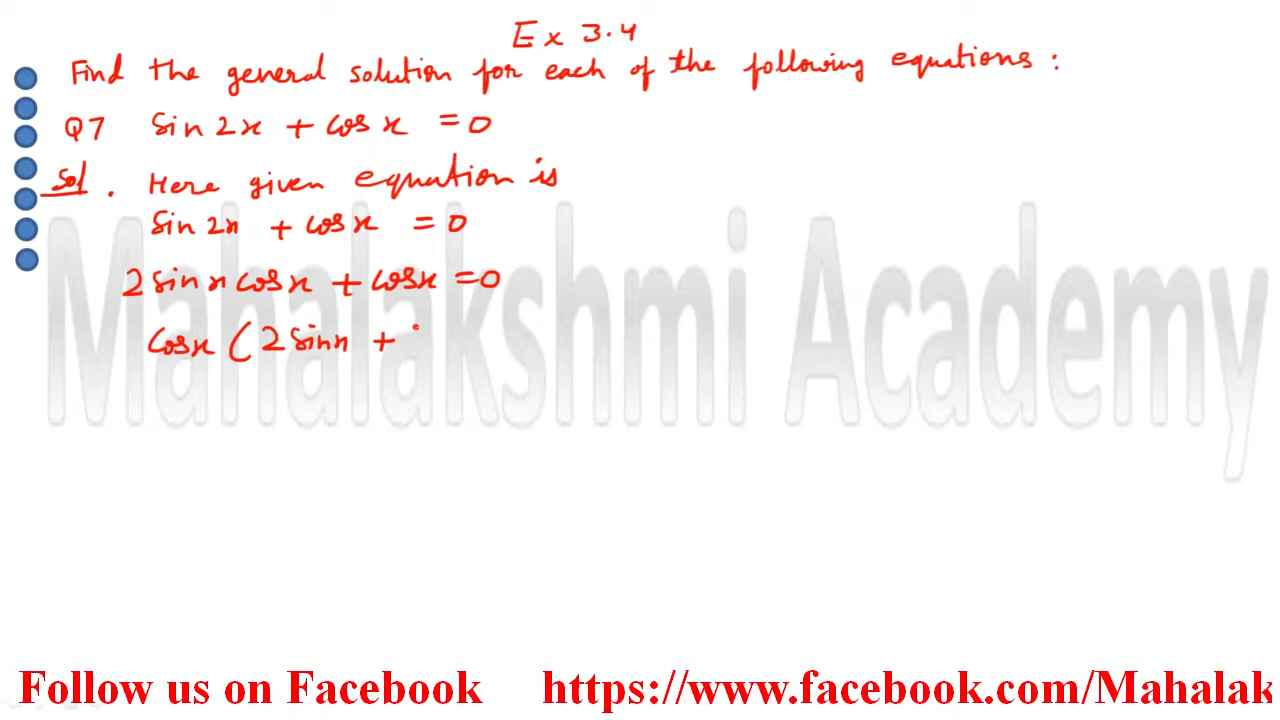 Ex 3.4
Find the general solution for each of the following equations :
Q7 Sin 2x + Cos x = 0
Sol. Here given equation is
Sin 2x + Cos x = 0
2 Sin x Cos x + Cos x = 0
Cos x ( 2 Sin x +
Mahalakshmi Academy
Follow us on Facebook https://www.facebook.com/Mahalak